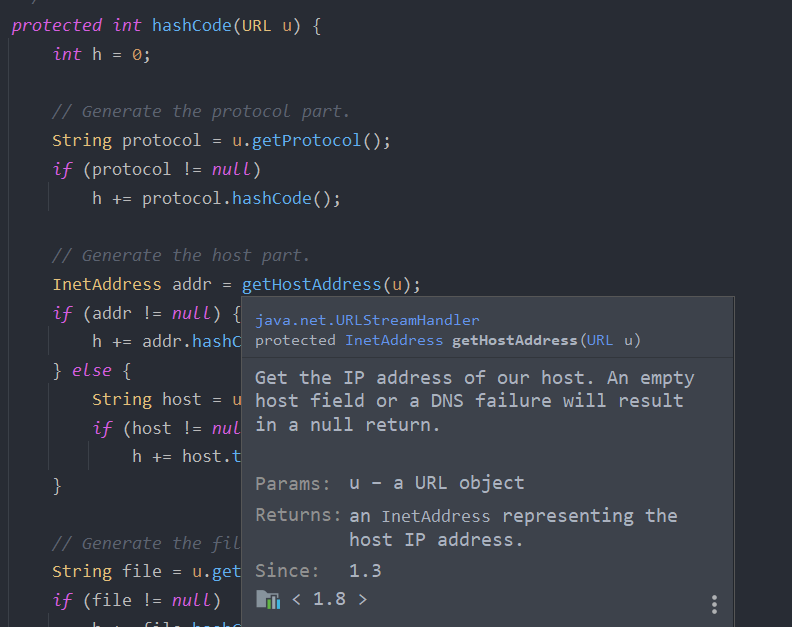 protected int hashCode(URL u) {
int h = 0;
// Generate the protocol part.
String protocol = u.getProtocol();
if (protocol != null)
h += protocol.hashCode();
// Generate the host part.
InetAddress addr = getHostAddress(u);
if (addr != null) {
h += addr.hashC
} else {
String host = u
if (host != nul
h += host.t
}
// Generate the fil
String file = u.get
if (file != null)
h += file.hashC
java.net.URLStreamHandler
protected InetAddress getHostAddress(URL u)
Get the IP address of our host. An empty
host field or a DNS failure will result
in a null return.
Params: u – a URL object
Returns: an InetAddress representing the
host IP address.
Since: 1.3
< 1.8 >